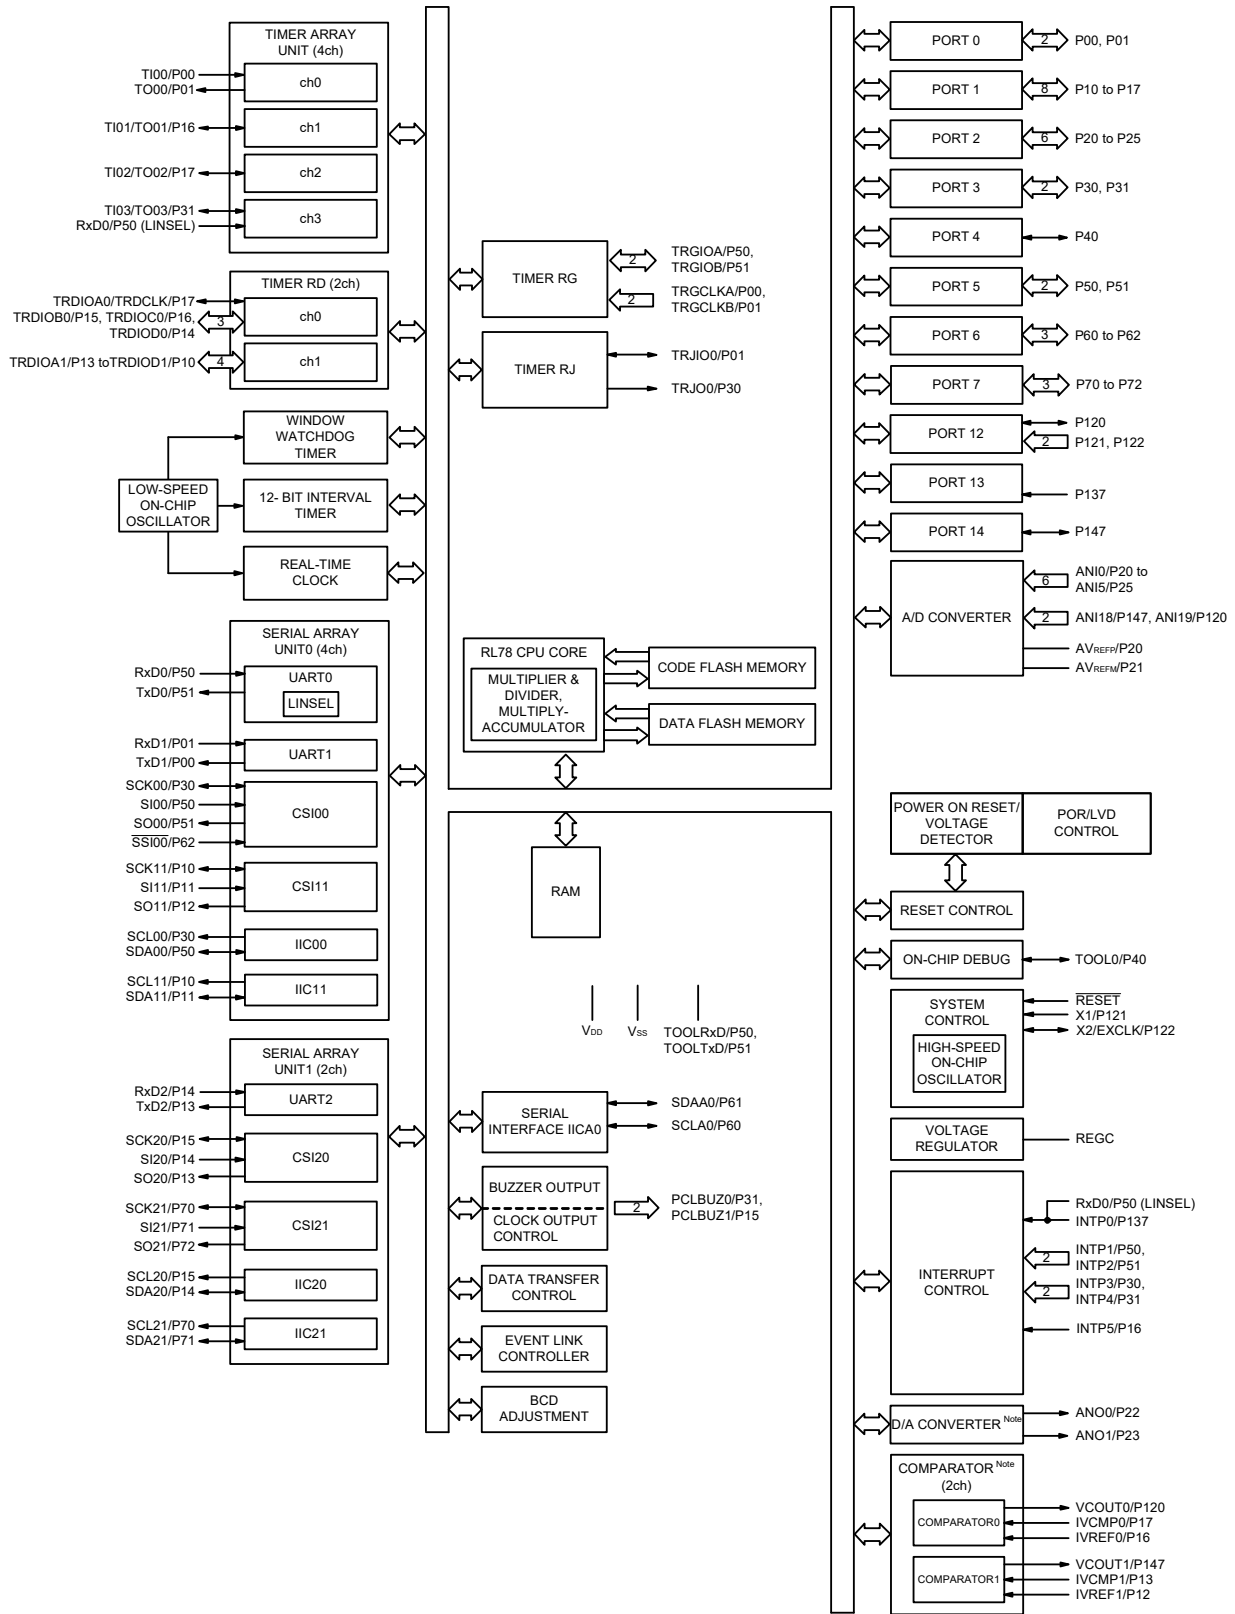 TIMER ARRAY
UNIT (4ch)
TI00/P00
TO00/P01
ch0
TI01/TO01/P16
ch1
TI02/TO02/P17
ch2
TI03/TO03/P31
RxD0/P50 (LINSEL)
ch3
TIMER RD (2ch)
TRDIOA0/TRDCLK/P17
TRDIOB0/P15, TRDIOC0/P16,
TRDIOD0/P14
3
ch0
TRDIOA1/P13 toTRDIOD1/P10
4
ch1
WINDOW
WATCHDOG
TIMER
LOW-SPEED
ON-CHIP
OSCILLATOR
12- BIT INTERVAL
TIMER
REAL-TIME
CLOCK
SERIAL ARRAY
UNIT0 (4ch)
RxD0/P50
TxD0/P51
UART0
LINSEL
RxD1/P01
TxD1/P00
UART1
SCK00/P30
SI00/P50
SO00/P51
SSI00/P62
CSI00
SCK11/P10
SI11/P11
SO11/P12
CSI11
SCL00/P30
SDA00/P50
IIC00
SCL11/P10
SDA11/P11
IIC11
SERIAL ARRAY
UNIT1 (2ch)
RxD2/P14
TxD2/P13
UART2
SCK20/P15
SI20/P14
SO20/P13
CSI20
SCK21/P70
SI21/P71
SO21/P72
CSI21
SCL20/P15
SDA20/P14
IIC20
SCL21/P70
SDA21/P71
IIC21
TIMER RG
2
TRGIOA/P50,
TRGIOB/P51
2
TRGCLKA/P00,
TRGCLKB/P01
TIMER RJ
TRJIO0/P01
TRJO0/P30
RL78 CPU CORE
MULTIPLIER &
DIVIDER,
MULTIPLY-
ACCUMULATOR
CODE FLASH MEMORY
DATA FLASH MEMORY
RAM
VDD
VSS
TOOLRxD/P50,
TOOLTxD/P51
SERIAL
INTERFACE IICA0
SDAA0/P61
SCLA0/P60
BUZZER OUTPUT
CLOCK OUTPUT
CONTROL
2
PCLBUZ0/P31,
PCLBUZ1/P15
DATA TRANSFER
CONTROL
EVENT LINK
CONTROLLER
BCD
ADJUSTMENT
PORT 0
2
P00, P01
PORT 1
8
P10 to P17
PORT 2
6
P20 to P25
PORT 3
2
P30, P31
PORT 4
P40
PORT 5
2
P50, P51
PORT 6
3
P60 to P62
PORT 7
3
P70 to P72
PORT 12
P120
2
P121, P122
PORT 13
P137
PORT 14
P147
A/D CONVERTER
6
ANI0/P20 to
ANI5/P25
2
ANI18/P147, ANI19/P120
AVREFP/P20
AVREFM/P21
POWER ON RESET/
VOLTAGE
DETECTOR
POR/LVD
CONTROL
RESET CONTROL
ON-CHIP DEBUG
TOOL0/P40
SYSTEM
CONTROL
HIGH-SPEED
ON-CHIP
OSCILLATOR
RESET
X1/P121
X2/EXCLK/P122
VOLTAGE
REGULATOR
REGC
INTERRUPT
CONTROL
RxD0/P50 (LINSEL)
INTP0/P137
2
INTP1/P50,
INTP2/P51
2
INTP3/P30,
INTP4/P31
INTP5/P16
D/A CONVERTER Note
ANO0/P22
ANO1/P23
COMPARATOR Note
(2ch)
COMPARATOR0
VCOUT0/P120
IVCMP0/P17
IVREF0/P16
COMPARATOR1
VCOUT1/P147
IVCMP1/P13
IVREF1/P12